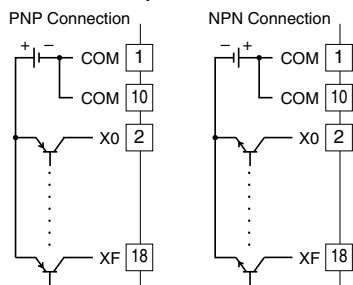 PNP Connection
+ − COM 1
COM 10
X0 2
XF 18
NPN Connection
− + COM 1
COM 10
X0 2
XF 18